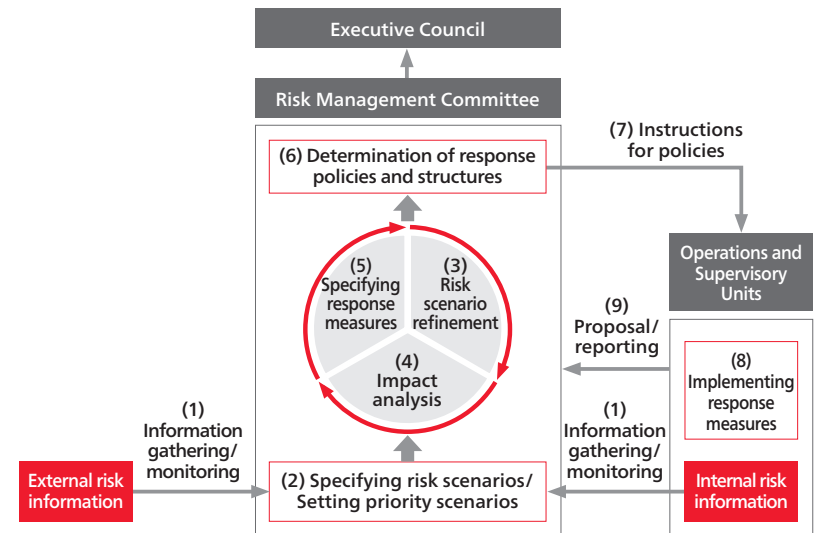 Executive Council
Risk Management Committee
(6) Determination of response
policies and structures
(7) Instructions
for policies
Operations and
Supervisory
Units
(5)
Specifying
response
measures
(3)
Risk
scenario
refinement
(4)
Impact
analysis
(9)
Proposal/
reporting
(8)
Implementing
response
measures
(1)
Information
gathering/
monitoring
(1)
Information
gathering/
monitoring
External risk
information
(2) Specifying risk scenarios/
Setting priority scenarios
Internal risk
information